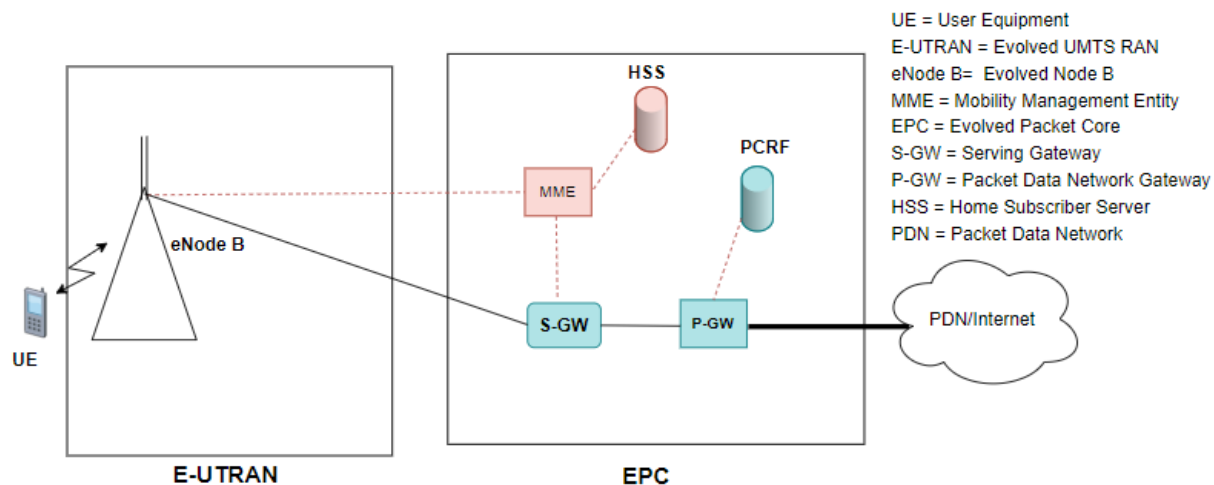 UE = User Equipment
E-UTRAN = Evolved UMTS RAN
eNode B= Evolved Node B
MME = Mobility Management Entity
EPC = Evolved Packet Core
S-GW = Serving Gateway
P-GW = Packet Data Network Gateway
HSS = Home Subscriber Server
PDN = Packet Data Network
HSS
PCRF
MME
eNode B
S-GW
P-GW
PDN/Internet
UE
E-UTRAN
EPC